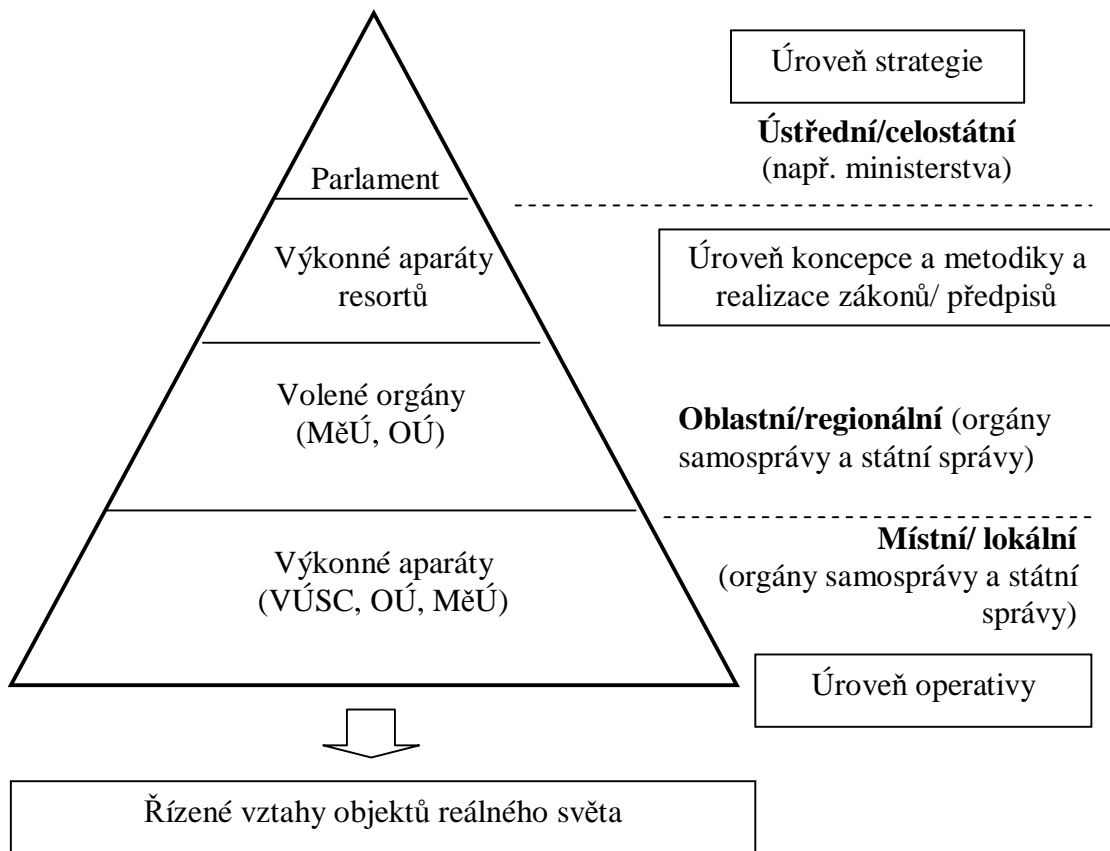 Úroveň strategie
Ústřední/celostátní
(např. ministerstva)
Parlament
Výkonné aparáty
resortů
Úroveň koncepce a metodiky a
realizace zákonů/ předpisů
Volené orgány
(MěÚ, OÚ)
Oblastní/regionální (orgány
samosprávy a státní správy)
Místní/ lokální
(orgány samosprávy a státní
správy)
Výkonné aparáty
(VÚSC, OÚ, MěÚ)
Úroveň operativy
Řízené vztahy objektů reálného světa